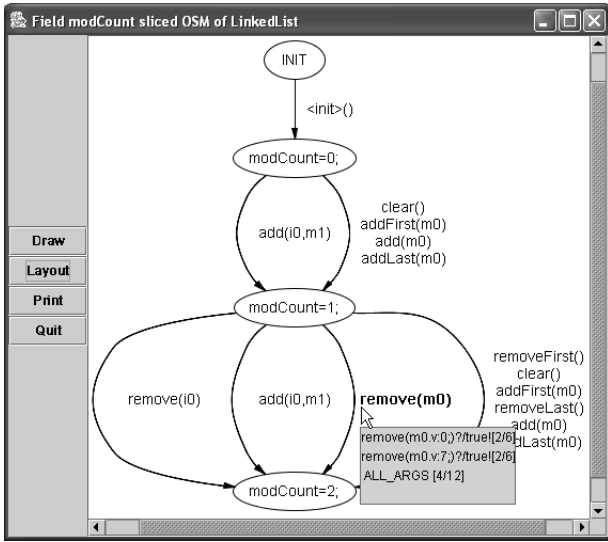 Field modCount sliced OSM of LinkedList
INIT
<init>()
modCount=0;
add(i0,m1)
clear()
addFirst(m0)
add(m0)
addLast(m0)
Draw
Layout
Print
Quit
modCount=1;
remove(i0)
add(i0,m1)
remove(m0)
removeFirst()
clear()
addFirst(m0)
removeLast()
add(m0)
dLast(m0)
remove(m0.v:0;)?/true![2/6]
remove(m0.v:7;)?/true![2/6]
ALL_ARGS [4/12]
modCount=2;